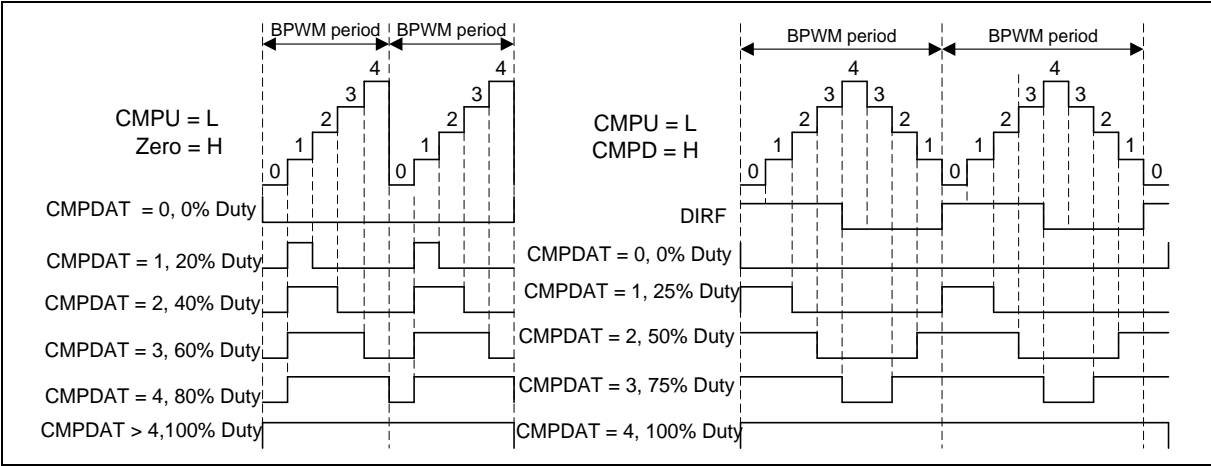 BPWM period BPWM period
4 4
3 3
2 2
1 1
0 0
CMPU = L
Zero = H
CMPDAT = 0, 0% Duty
CMPDAT = 1, 20% Duty
CMPDAT = 2, 40% Duty
CMPDAT = 3, 60% Duty
CMPDAT = 4, 80% Duty
CMPDAT > 4,100% Duty
BPWM period BPWM period
4 4
3 3 3 3
2 2 2 2
1 1 1 1
0 0 0
CMPU = L
CMPD = H
DIRF
CMPDAT = 0, 0% Duty
CMPDAT = 1, 25% Duty
CMPDAT = 2, 50% Duty
CMPDAT = 3, 75% Duty
CMPDAT = 4, 100% Duty